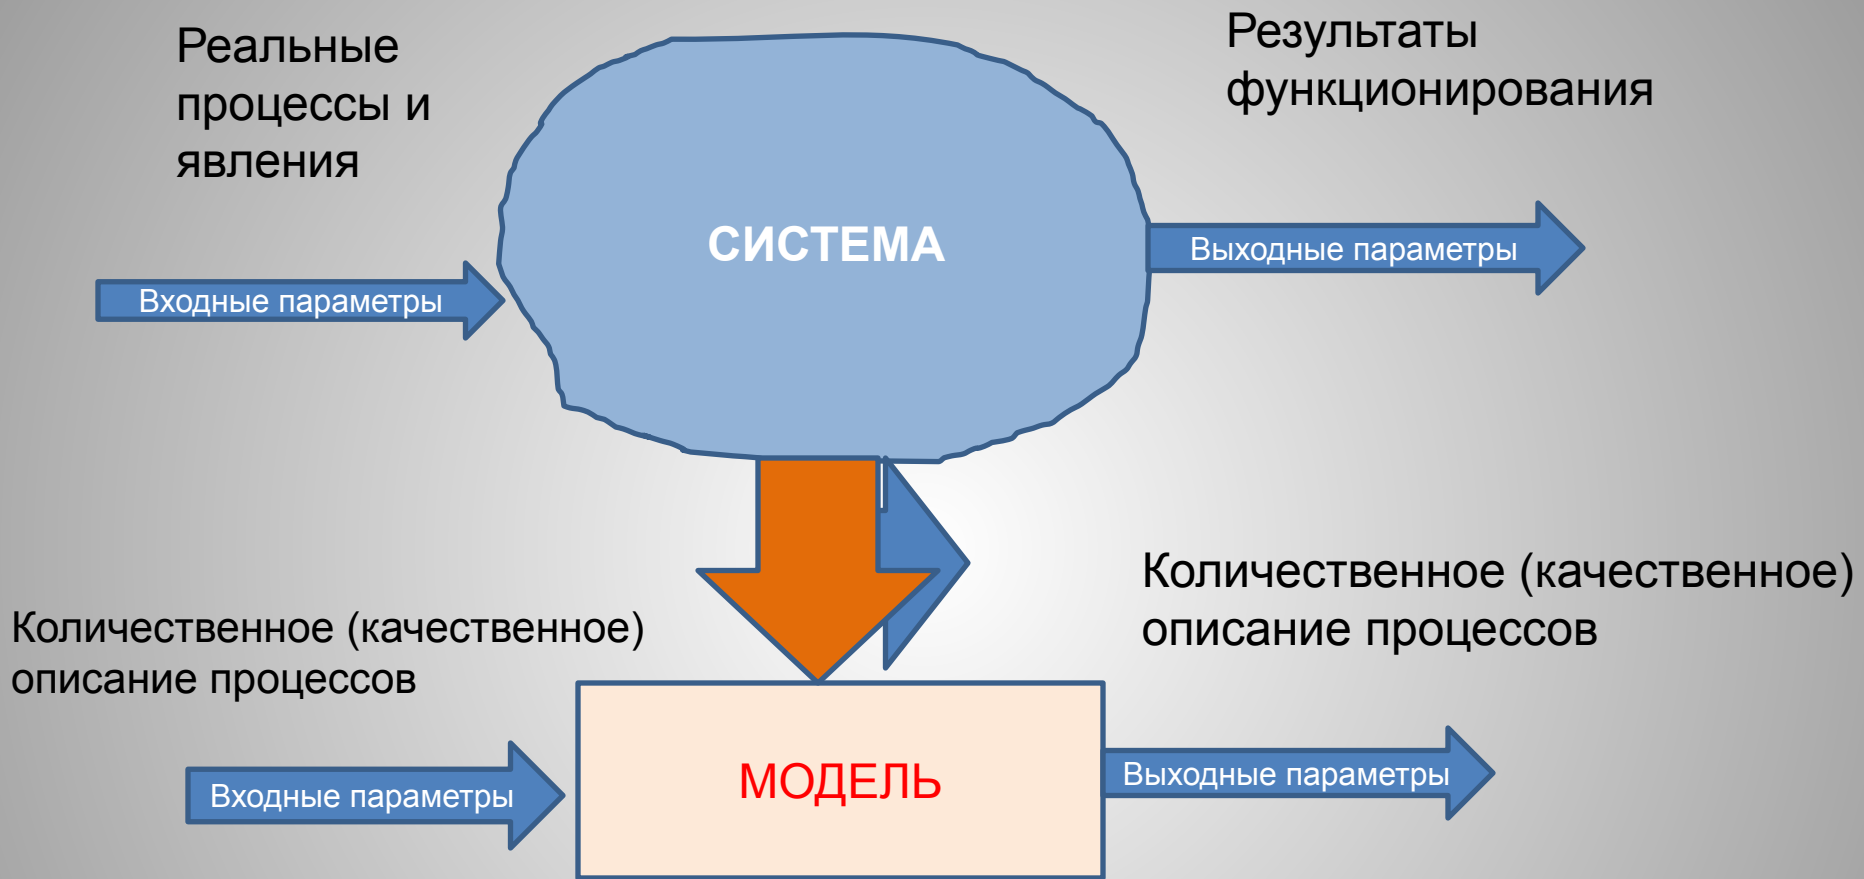 Реальные
процессы и
явления
Результаты
функционирования
СИСТЕМА
Входные параметры
Выходные параметры
Количественное (качественное)
описание процессов
Количественное (качественное)
описание процессов
Входные параметры
МОДЕЛЬ
Выходные параметры